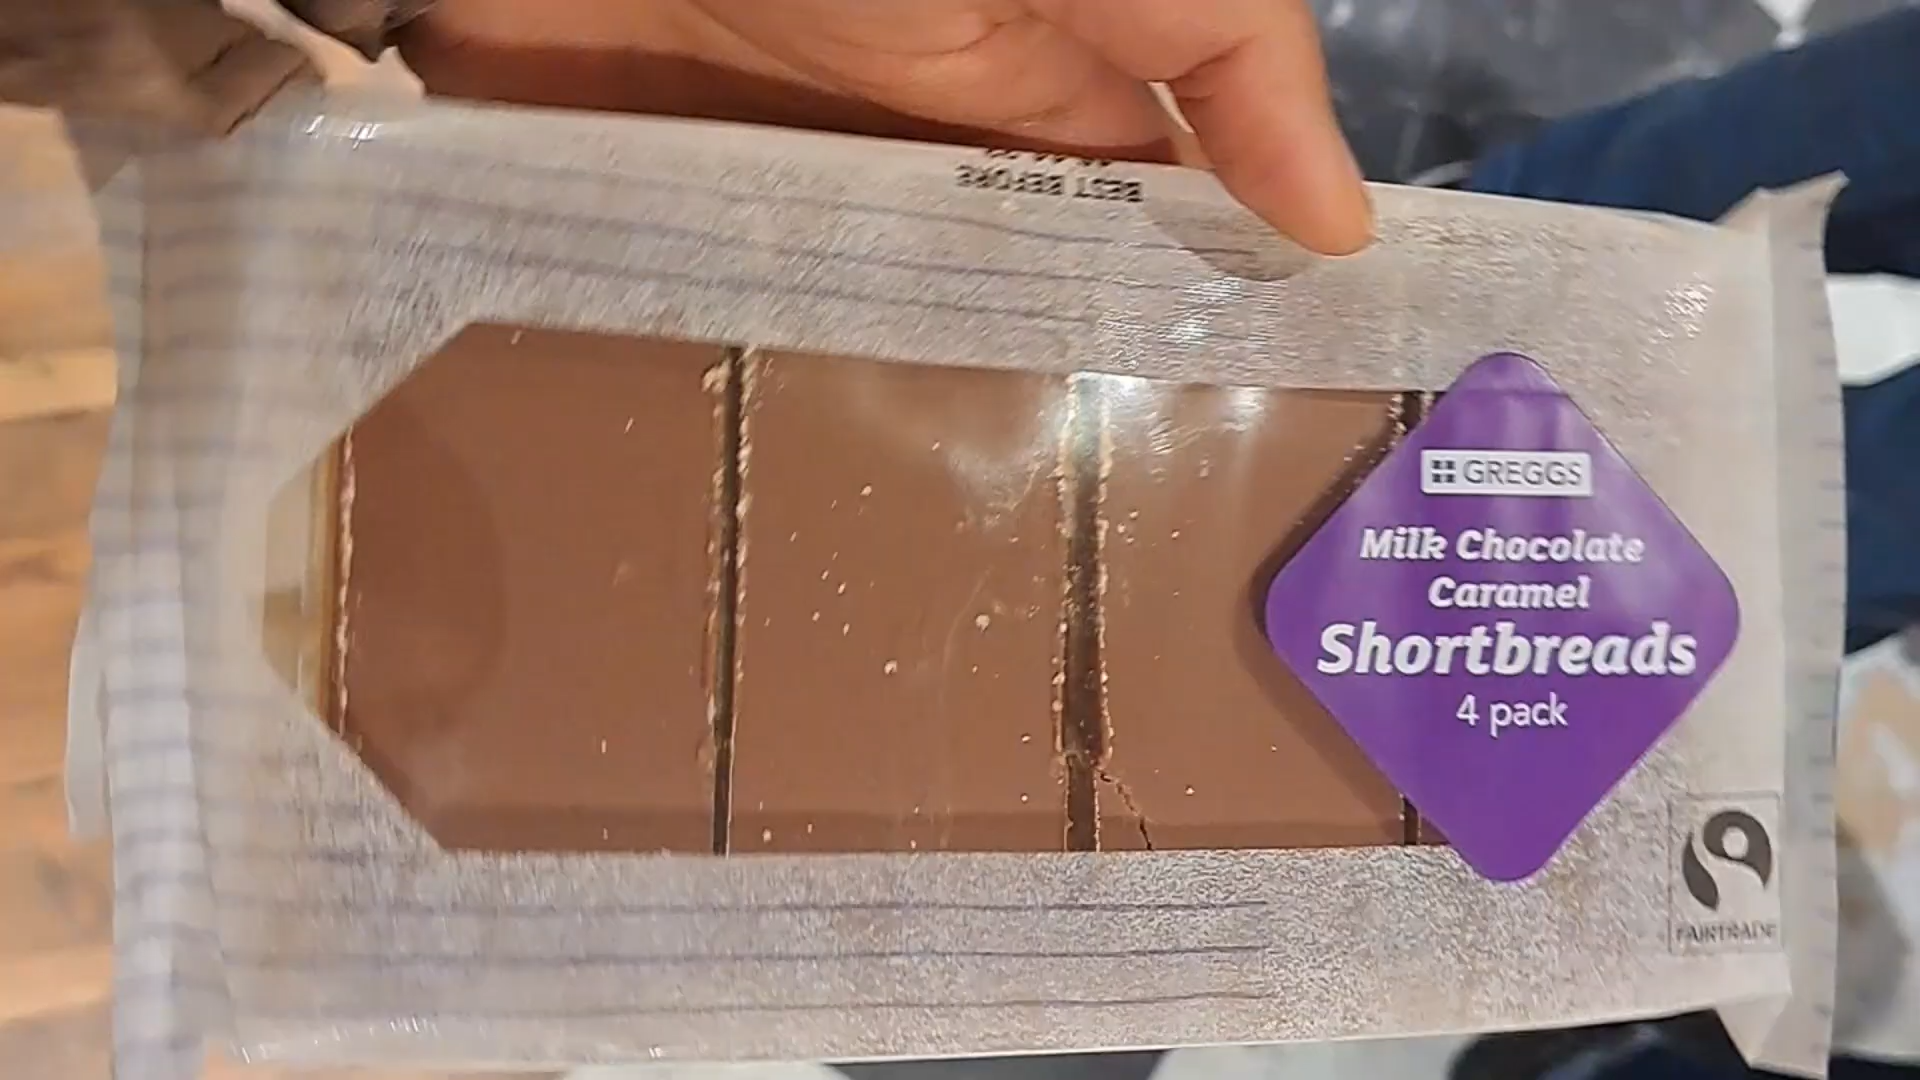 BEST BEFORE
GREGGS
Milk Chocolate
Caramel
Shortbreads
4 pack
FAIRTRADE